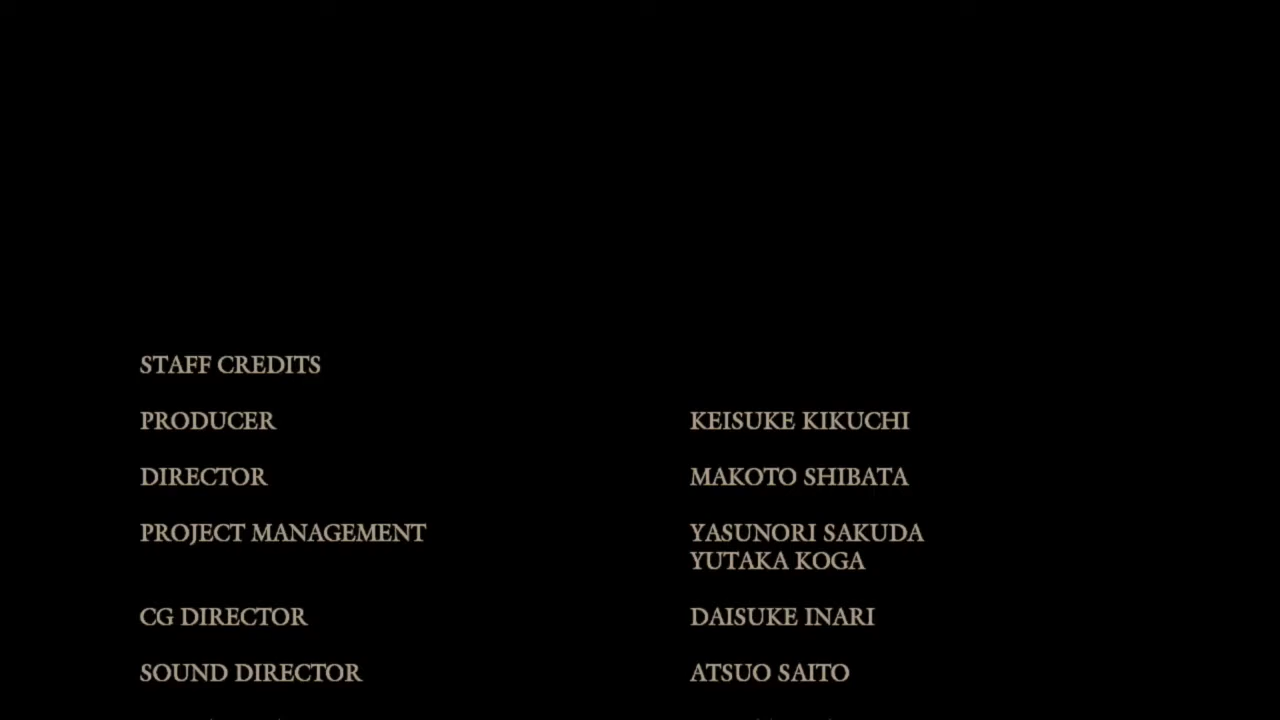 STAFF CREDITS
PRODUCER KEISUKE KIKUCHI
DIRECTOR MAKOTO SHIBATA
PROJECT MANAGEMENT YASUNORI SAKUDA
YUTAKA KOGA
CG DIRECTOR DAISUKE INARI
SOUND DIRECTOR ATSUO SAITO